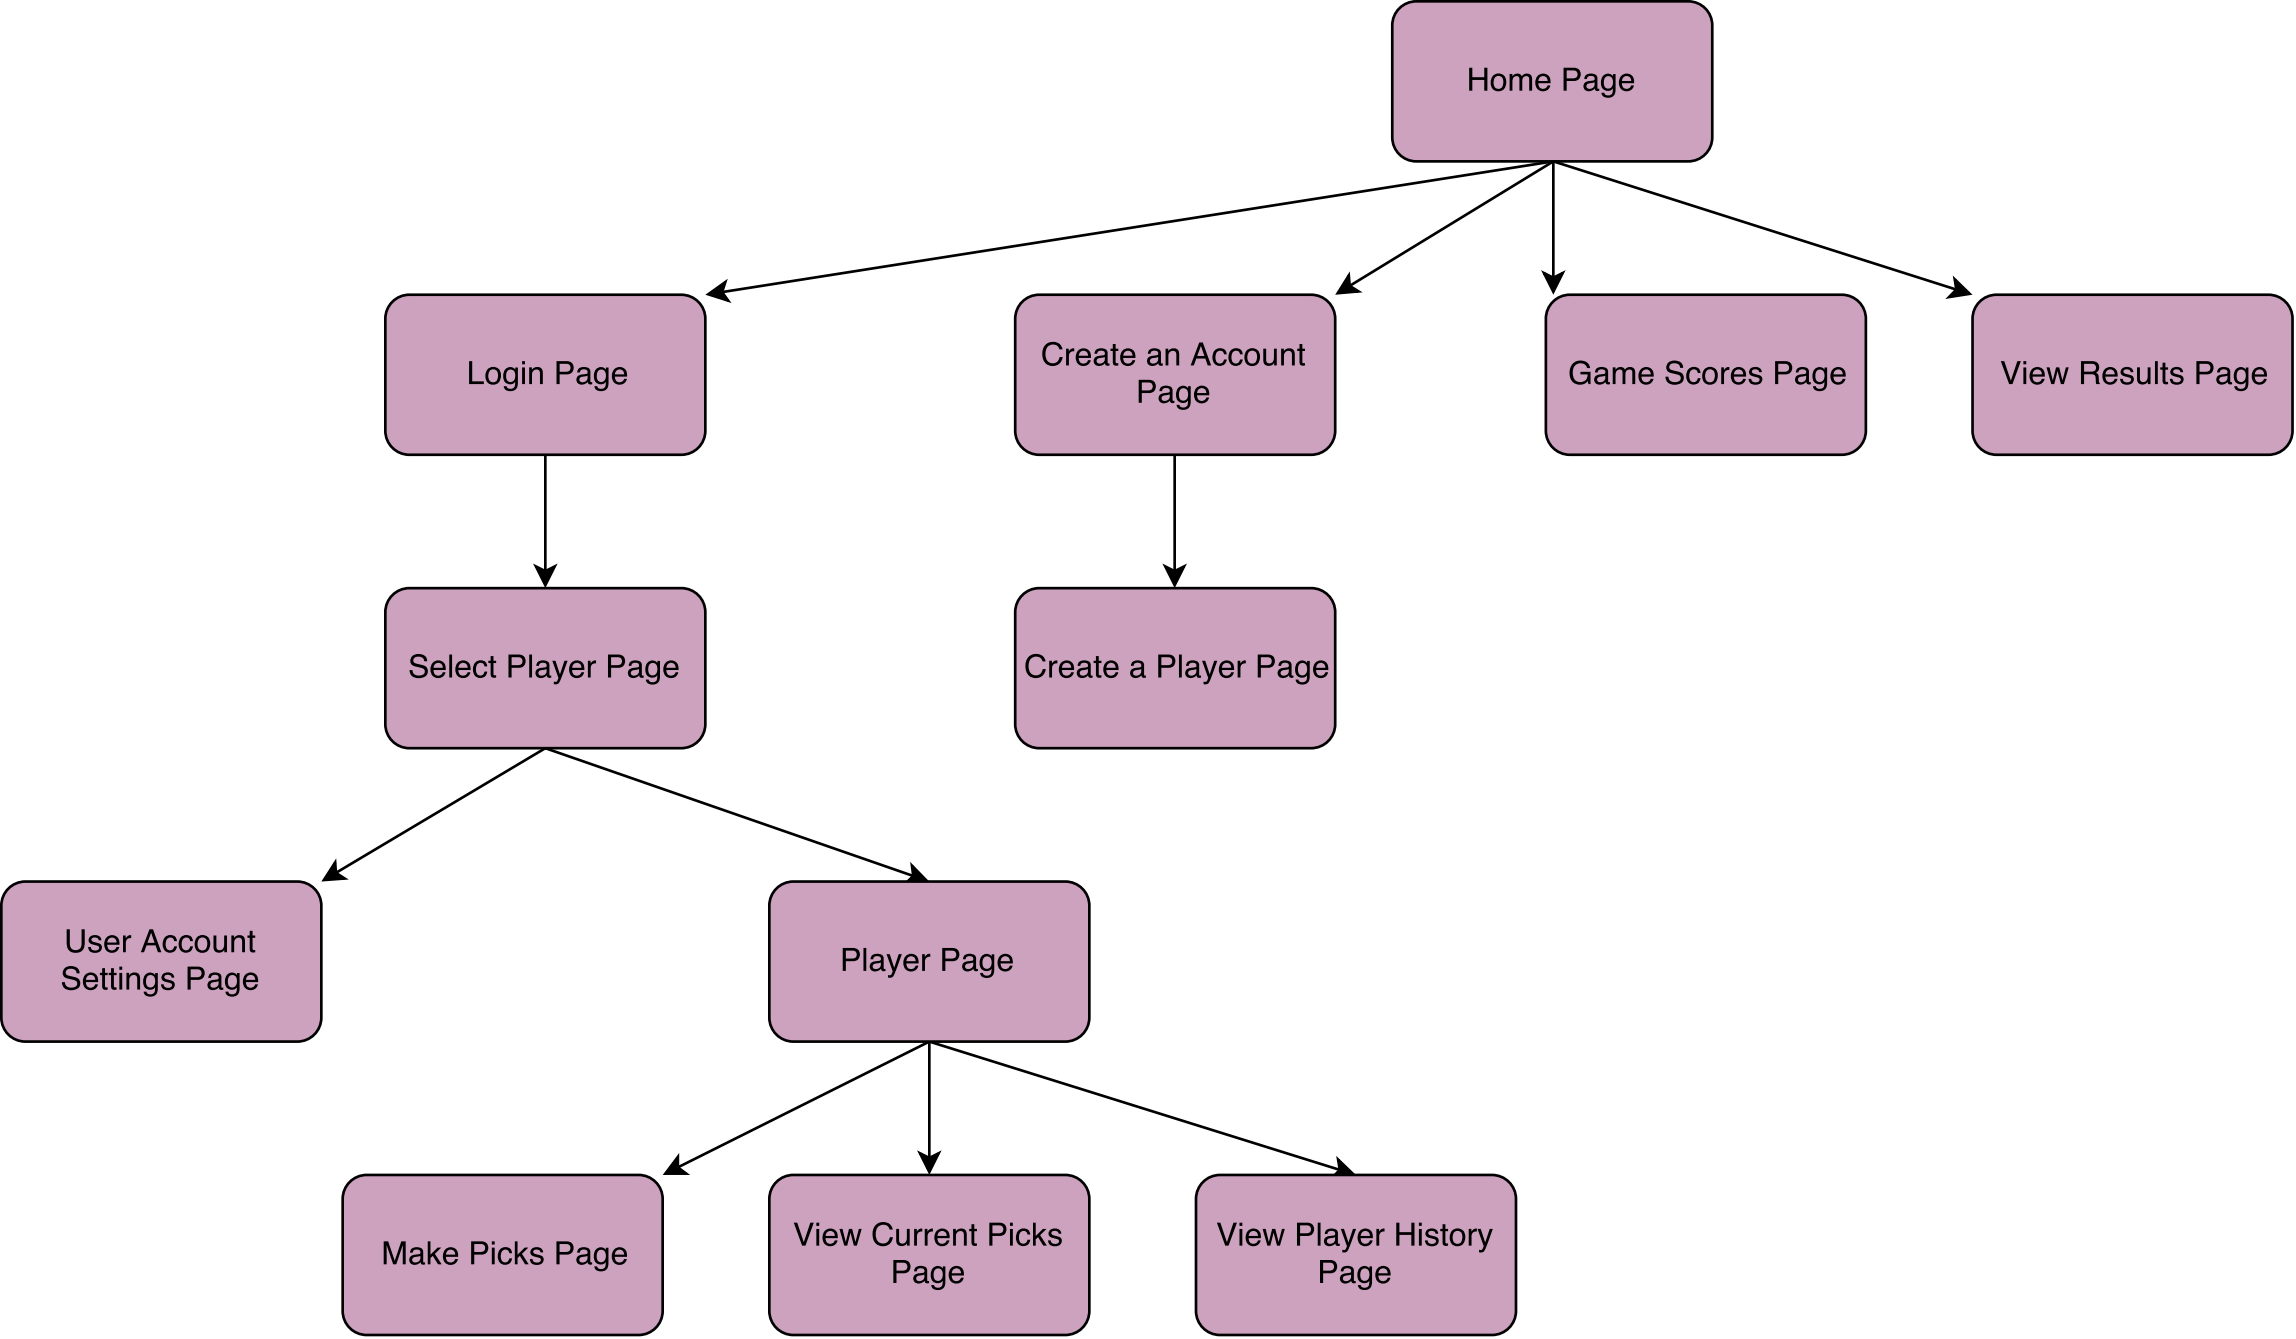 Home Page
Login Page
Create an Account
Page
Game Scores Page
View Results Page
Select Player Page
Create a Player Page
User Account
Settings Page
Player Page
Make Picks Page
View Current Picks
Page
View Player History
Page